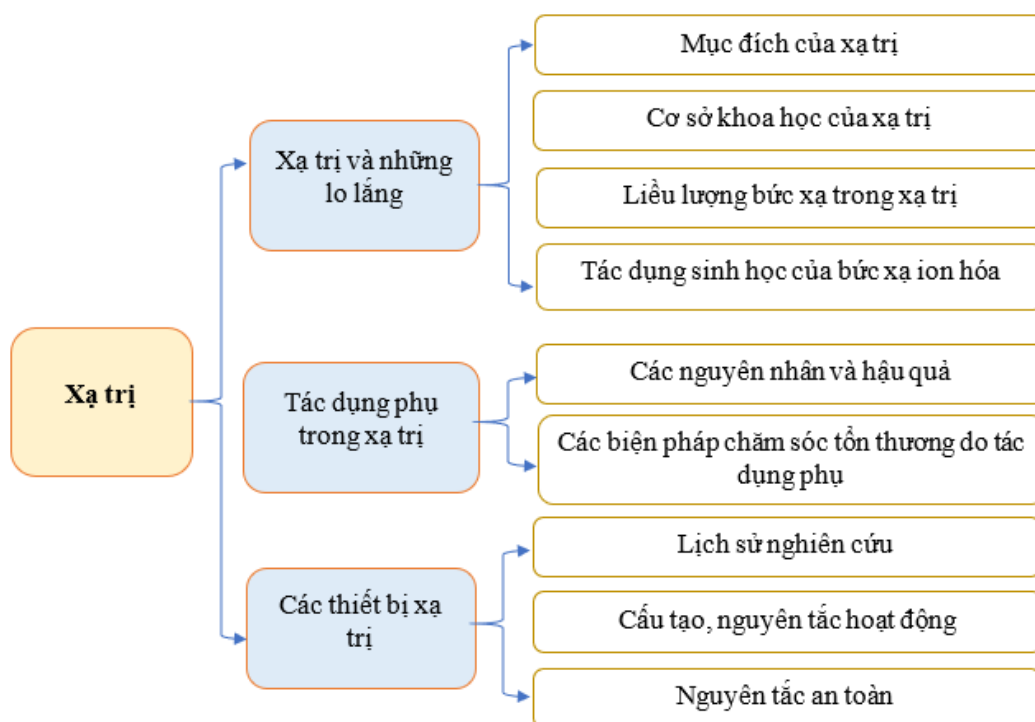 Xạ trị
Xạ trị và những
lo lắng
Mục đích của xạ trị
Cơ sở khoa học của xạ trị
Liều lượng bức xạ trong xạ trị
Tác dụng sinh học của bức xạ ion hóa
Tác dụng phụ
trong xạ trị
Các nguyên nhân và hậu quả
Các biện pháp chăm sóc tổn thương do tác
dụng phụ
Các thiết bị xạ
trị
Lịch sử nghiên cứu
Cấu tạo, nguyên tắc hoạt động
Nguyên tắc an toàn